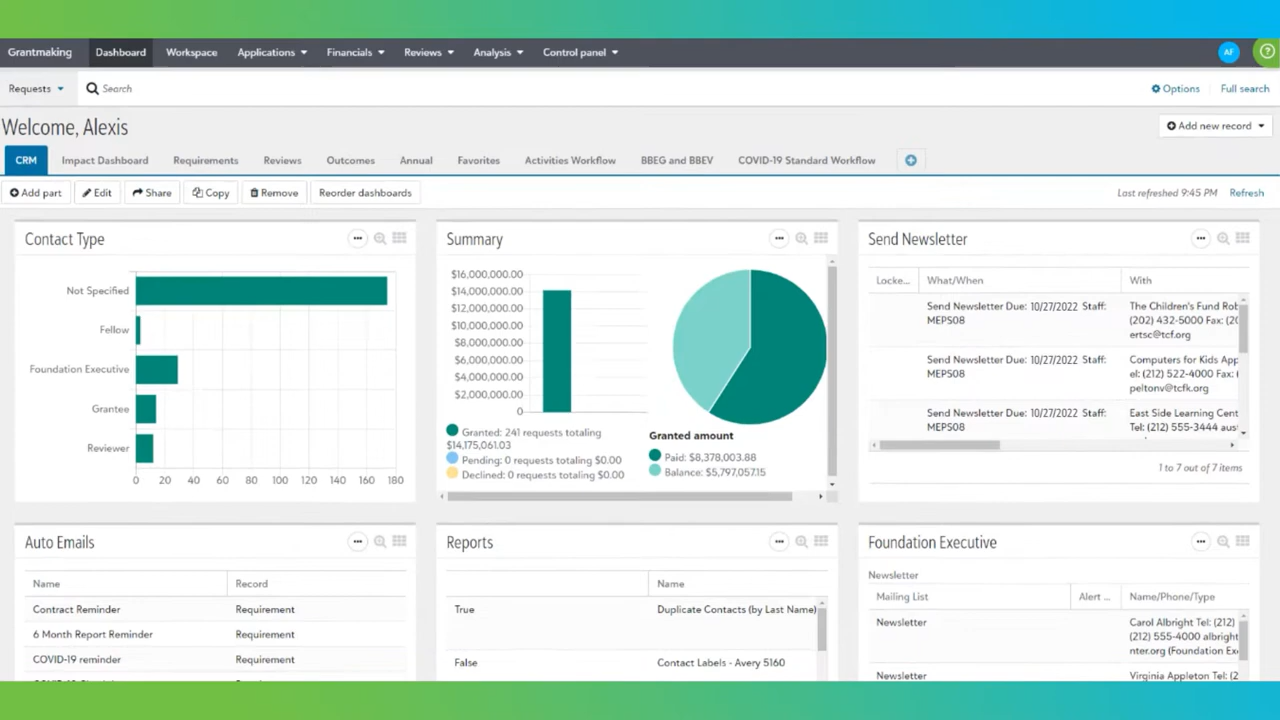 Grantmaking Dashboard Workspace Applications Financials Reviews Analysis Control panel AF ?
Requests Search Options Full search
Welcome, Alexis Add new record
CRM Impact Dashboard Requirements Reviews Outcomes Annual Favorites Activities Workflow BBEG and BBEV COVID-19 Standard Workflow
Add part Edit Share Copy Remove Reorder dashboards Last refreshed 9:45 PM Refresh
Contact Type
Not Specified
Fellow
Foundation Executive
Grantee
Reviewer
0 20 40 60 80 100 120 140 160 180
Summary
$16,000,000.00
$14,000,000.00
$12,000,000.00
$10,000,000.00
$8,000,000.00
$6,000,000.00
$4,000,000.00
$2,000,000.00
0
Granted: 241 requests totaling
$14,175,061.03
Pending: 0 requests totaling $0.00
Declined: 0 requests totaling $0.00
Granted amount
Paid: $8,378,003.88
Balance: $5,797,057.15
Send Newsletter
Locke... What/When With
Send Newsletter Due: 10/27/2022 Staff: The Children's Fund Rob
MEPS08 (202) 432-5000 Fax: (20
ertsc@tcf.org
Send Newsletter Due: 10/27/2022 Staff: Computers for Kids App
MEPS08 el: (212) 522-4000 Fax:
peltonv@tcfk.org
Send Newsletter Due: 10/27/2022 Staff: East Side Learning Cent
MEPS08 Tel: (212) 555-3444 aust
1 to 7 out of 7 items
Auto Emails
Name Record
Contract Reminder Requirement
6 Month Report Reminder Requirement
COVID-19 reminder Requirement
Reports
Name
True Duplicate Contacts (by Last Name)
False Contact Labels - Avery 5160
Foundation Executive
Newsletter
Mailing List Alert ... Name/Phone/Type
Newsletter Carol Albright Tel: (212)
(212) 555-4000 albright
nter.org (Foundation Ex
Newsletter Virginia Appleton Tel: (2